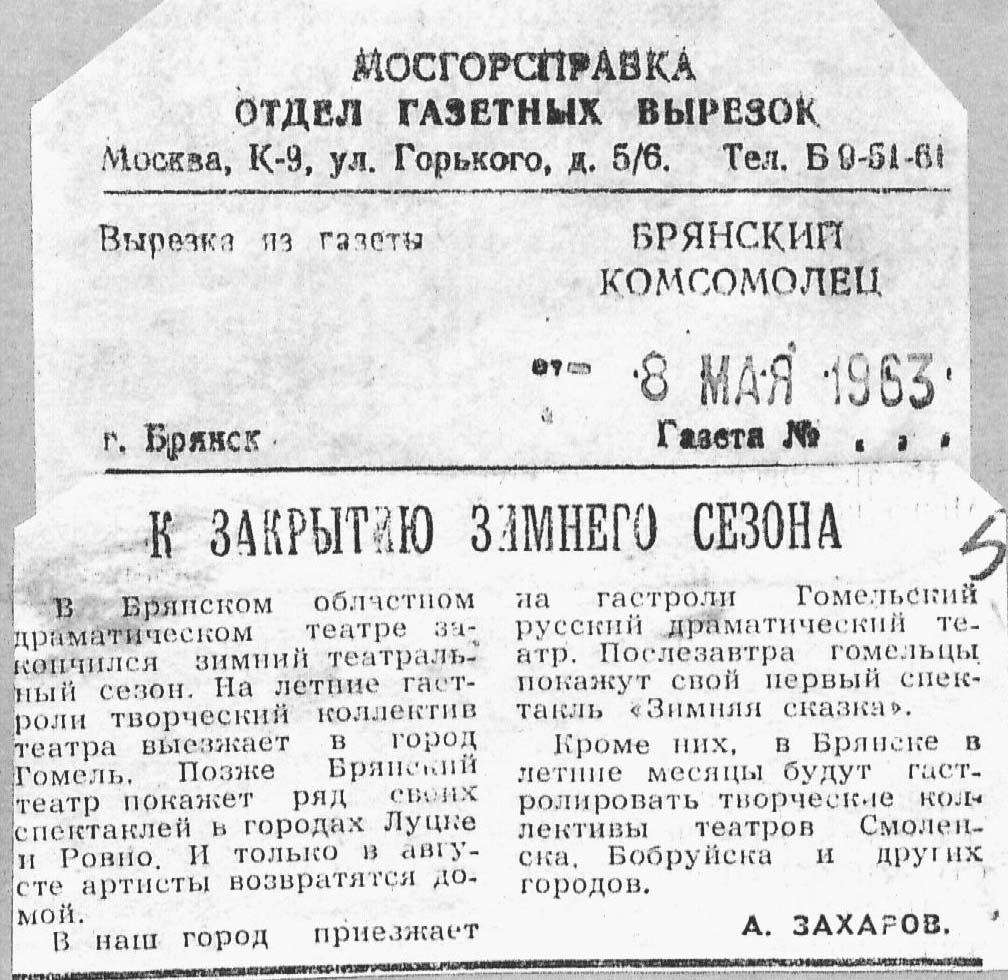 МОСГОРСПРАВКА
ОТДЕЛ ГАЗЕТНЫХ ВЫРЕЗОК
Москва, К-9, ул. Горького, д. 5/6. Тел. Б 9-51-61
Вырезка из газеты
БРЯНСКИЙ
КОМСОМОЛЕ�ц
от
8 МАЯ 1963
г. Брянск
Газета № . . .
К ЗАКРЫТИЮ ЗИМНЕГО СЕЗОНА
5
В Брянском областном
драматическом театре за-
кончился зимний театраль-
ный сезон. На летние гаст-
роли творческий коллектив
театра выезжает в город
Гомель. Позже Брянский
театр покажет ряд своих
спектаклей в городах Луцке
и Ровно. И только в авгу-
сте артисты возвратятся до-
мой.
В наш город приезжает
на гастроли Гомельский
русский драматический те-
атр. Послезавтра гомельцы
покажут свой первый спек-
такль «Зимняя сказка».
Кроме них, в Брянске в
летние месяцы будут гаст-
ролировать творческие кол-
лективы театров Смолен-
ска, Бобруйска и других
городов.
А. ЗАХАРОВ.